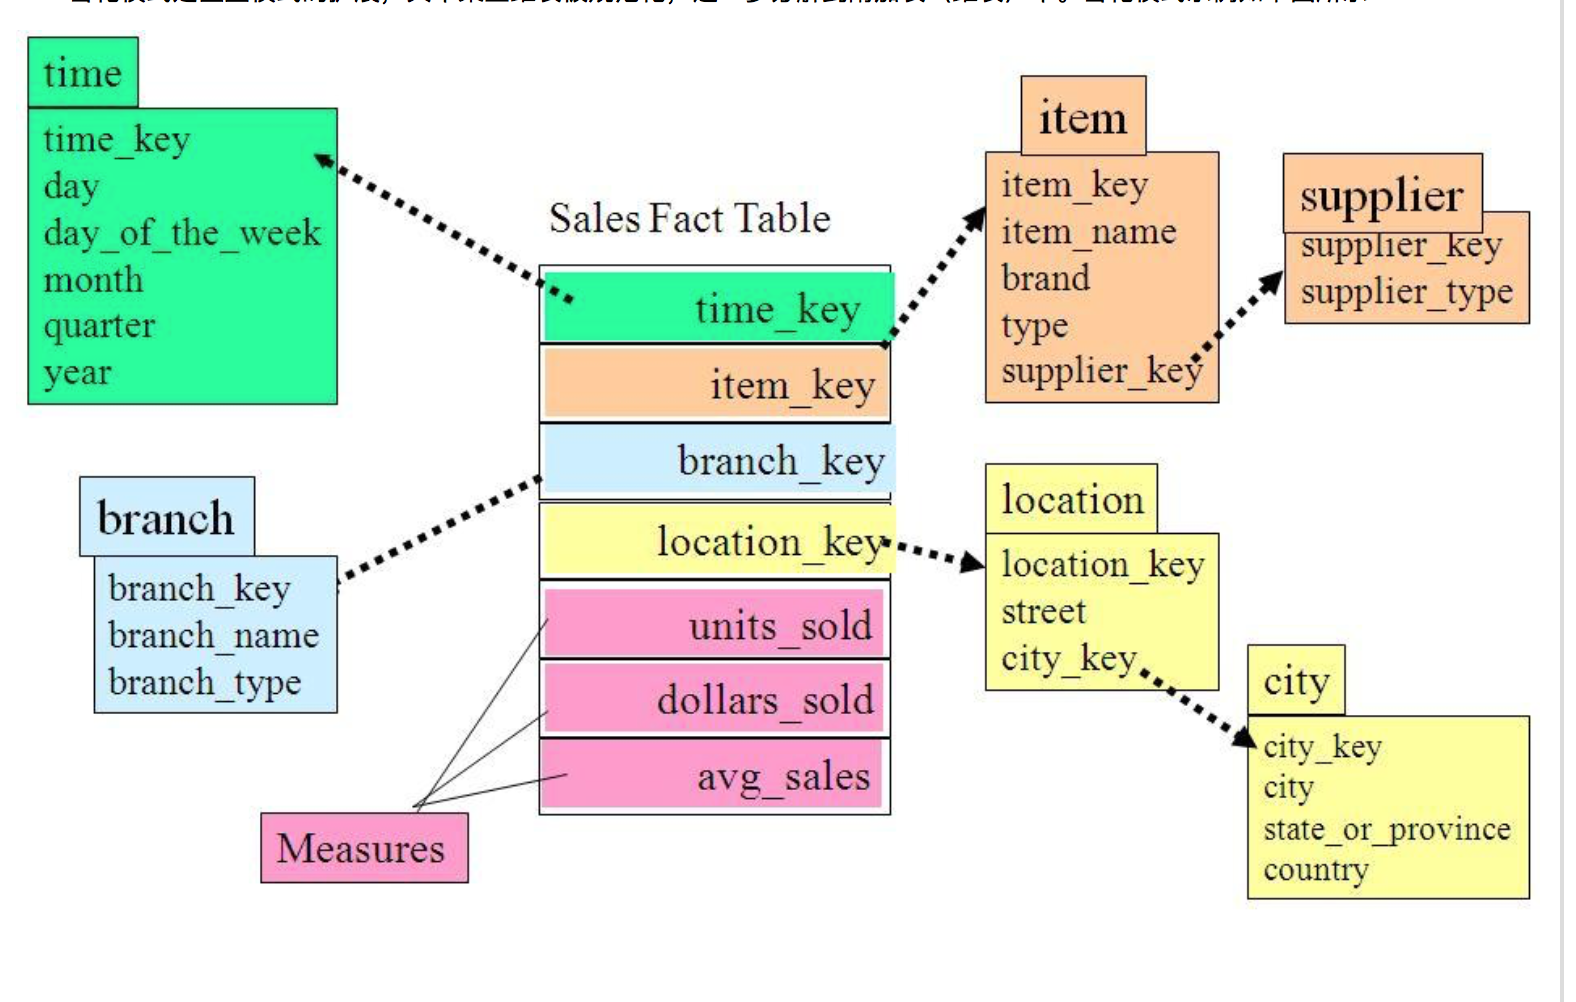 time
time_key
day
day_of_the_week
month
quarter
year
Sales Fact Table
time_key
item_key
branch_key
location_key
units_sold
dollars_sold
avg_sales
item
item_key
item_name
brand
type
supplier_key
supplier
supplier_key
supplier_type
branch
branch_key
branch_name
branch_type
location
location_key
street
city_key
city
city_key
city
state_or_province
country
Measures